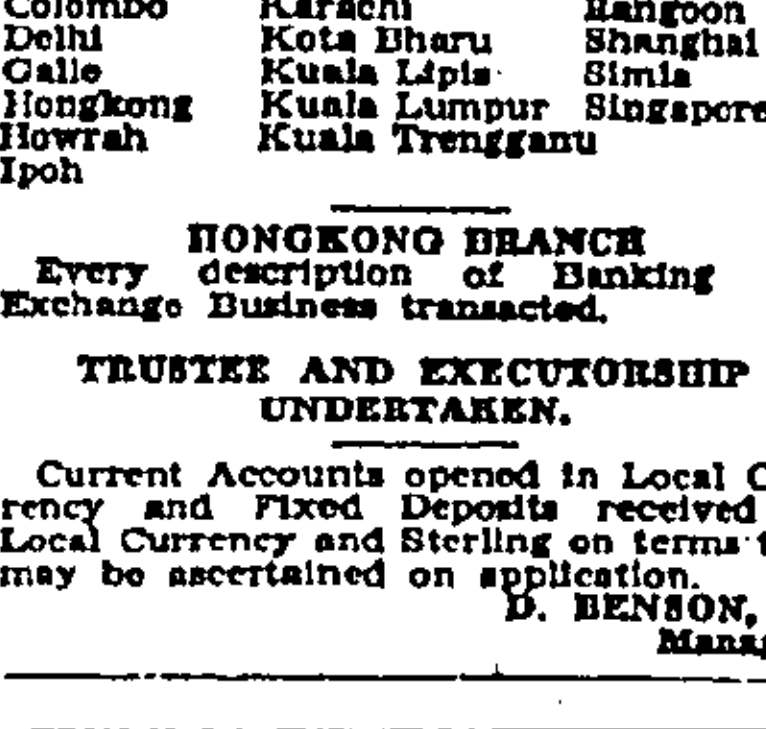 Colombo Karachi Rangoon
Delhi Kota Bharu Shanghai
Galle Kuala Lipis Simla
Hongkong Kuala Lumpur Singapore
Howrah Kuala Trengganu
Ipoh
HONGKONG BRANCH
Every description of Banking
Exchange Business transacted.
TRUSTEE AND EXECUTORSHIP
UNDERTAKEN.
Current Accounts opened in Local C
rency and Fixed Deposits received
Local Currency and Sterling on terms t
may be ascertained on application.
D. BENSON,
Manag